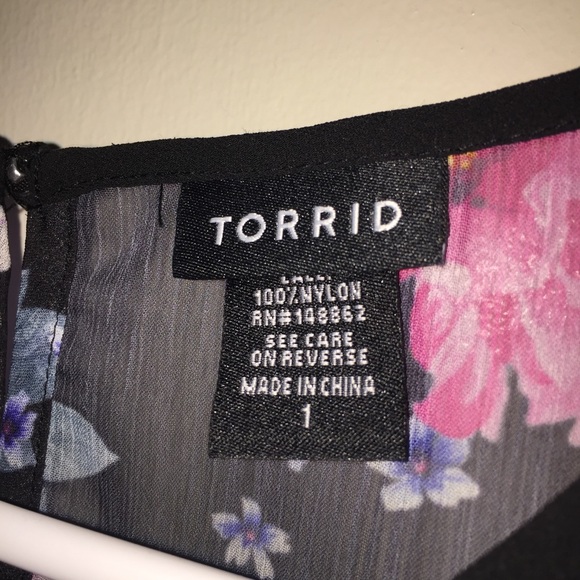 TORRID
100%NYLON
RN#148862
SEE CARE
ON REVERSE
MADE IN CHINA
1